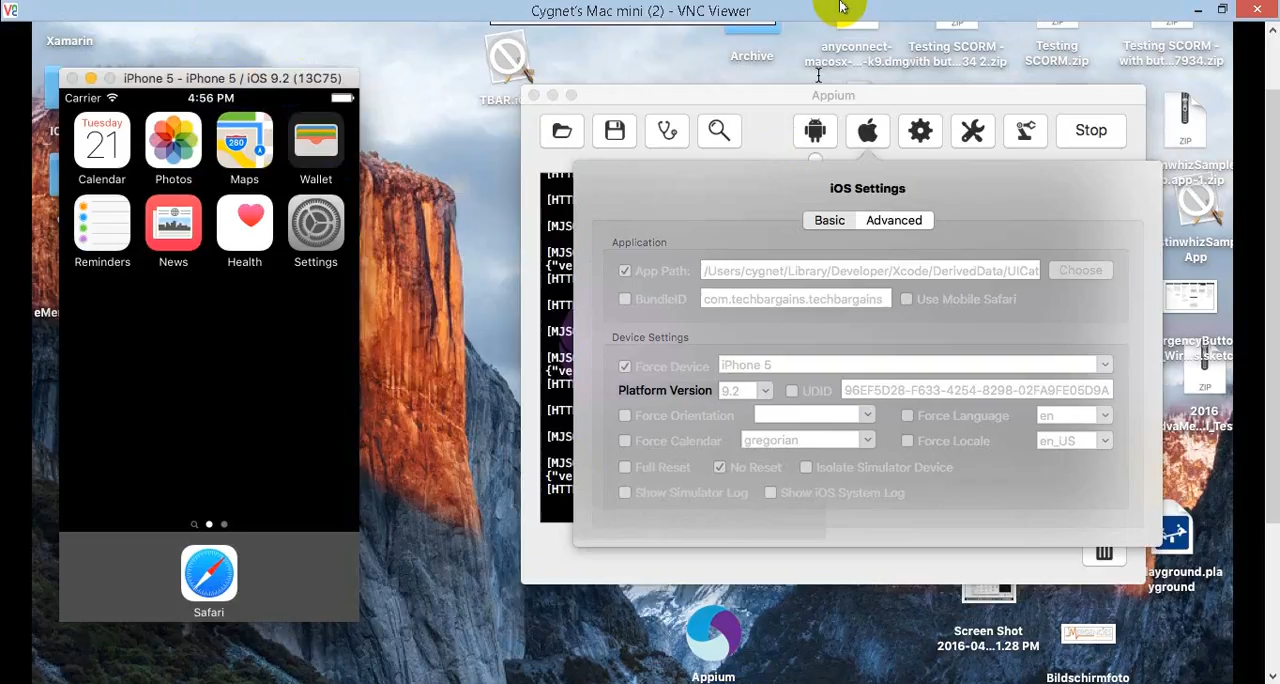 Cygnet's Mac mini (2) - VNC Viewer
Xamarin
Archive
anyconnect-
macosx-...-k9.dmg
Testing SCORM -
with but...34 2.zip
Testing
SCORM.zip
Testing SCORM -
with but...7934.zip
iPhone 5 - iPhone 5 / iOS 9.2 (13C75)
Carrier
4:56 PM
Tuesday
21
280
Calendar
Photos
Maps
Wallet
Reminders
News
Health
Settings
Safari
Appium
Stop
ZIP
iOS Settings
Basic
Advanced
Application
App Path:
/Users/cygnet/Library/Developer/Xcode/DerivedData/UICat
Choose
BundleID
com.techbargains.techbargains
Use Mobile Safari
Device Settings
Force Device
iPhone 5
Platform Version
9.2
UDID
96EF5D28-F633-4254-8298-02FA9FE05D9A
Force Orientation
Force Language
en
Force Calendar
gregorian
Force Locale
en_US
Full Reset
No Reset
Isolate Simulator Device
Show Simulator Log
Show iOS System Log
App
ZIP
2016
Appium
Screen Shot
2016-04...1.28 PM
ayground.pla
yground
Bildschirmfoto